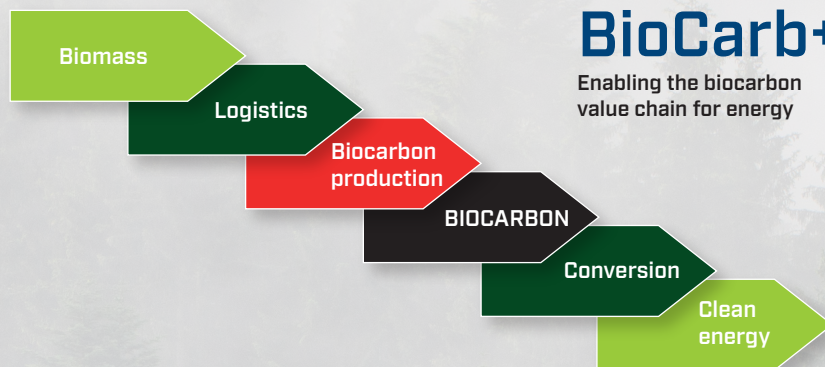 BioCarb+
Enabling the biocarbon
value chain for energy
Biomass
Logistics
Biocarbon
production
BIOCARBON
Conversion
Clean
energy